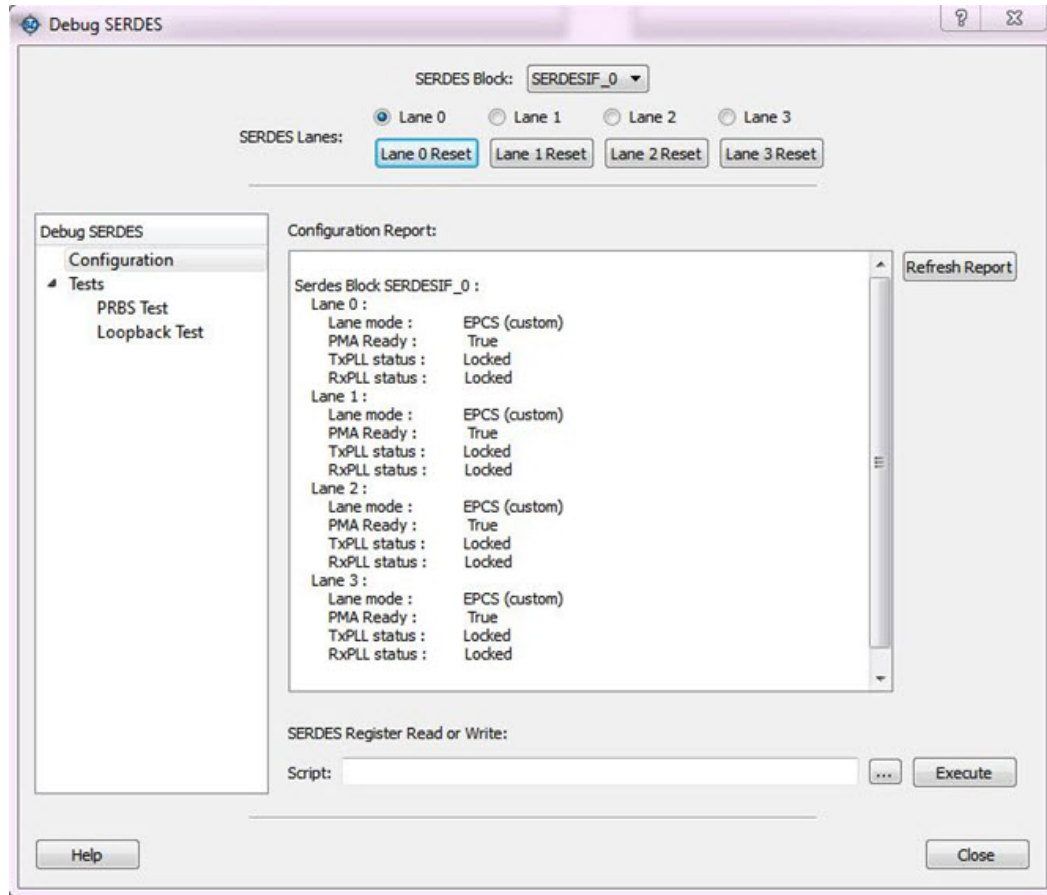 Debug SERDES
SERDES Block: SERDESIF_0
SERDES Lanes: Lane 0 Lane 1 Lane 2 Lane 3
Lane 0 Reset Lane 1 Reset Lane 2 Reset Lane 3 Reset
Debug SERDES
Configuration
Tests
PRBS Test
Loopback Test
Configuration Report:
Refresh Report
Serdes Block SERDESIF_0 :
Lane 0 :
Lane mode : EPCS (custom)
PMA Ready : True
TxPLL status : Locked
RxPLL status : Locked
Lane 1 :
Lane mode : EPCS (custom)
PMA Ready : True
TxPLL status : Locked
RxPLL status : Locked
Lane 2 :
Lane mode : EPCS (custom)
PMA Ready : True
TxPLL status : Locked
RxPLL status : Locked
Lane 3 :
Lane mode : EPCS (custom)
PMA Ready : True
TxPLL status : Locked
RxPLL status : Locked
SERDES Register Read or Write:
Script: ... Execute
Help Close